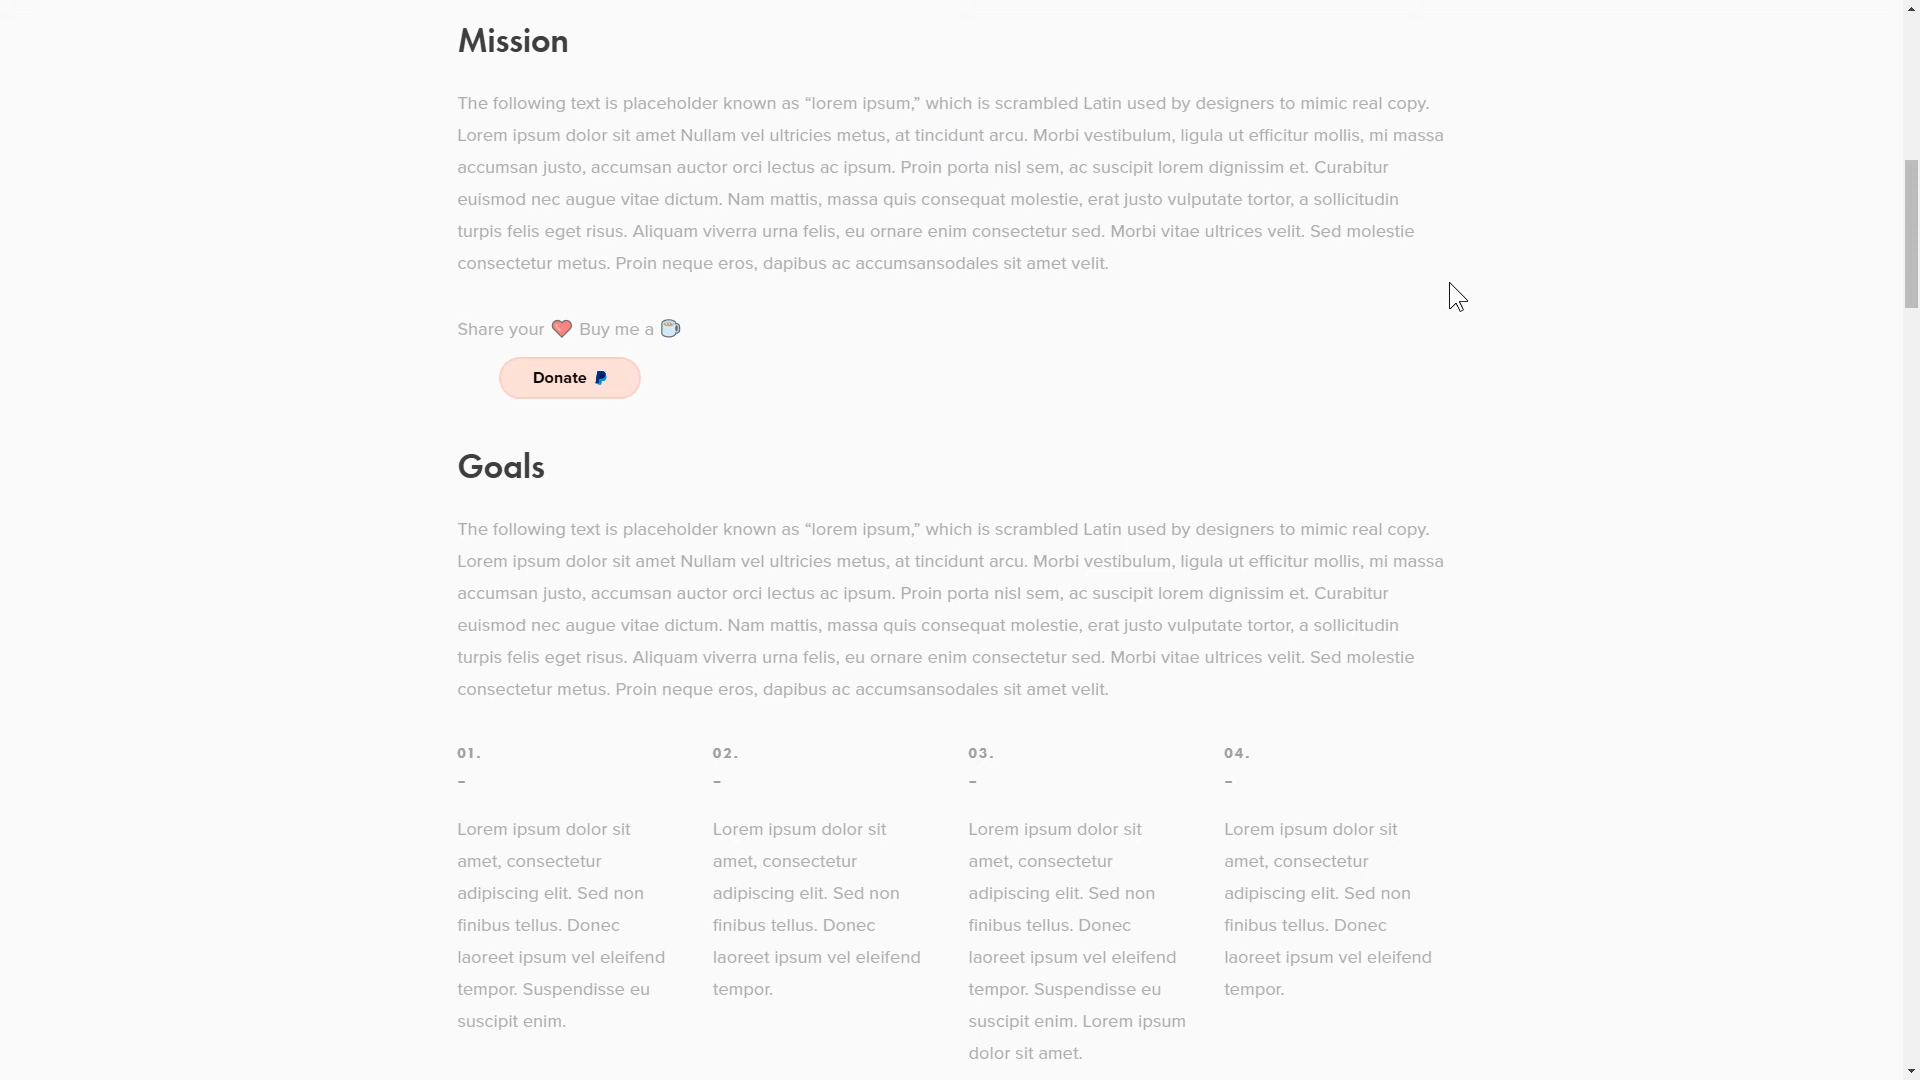 Mission
The following text is placeholder known as “lorem ipsum,” which is scrambled Latin used by designers to mimic real copy.
Lorem ipsum dolor sit amet Nullam vel ultricies metus, at tincidunt arcu. Morbi vestibulum, ligula ut efficitur mollis, mi massa
accumsan justo, accumsan auctor orci lectus ac ipsum. Proin porta nisl sem, ac suscipit lorem dignissim et. Curabitur
euismod nec augue vitae dictum. Nam mattis, massa quis consequat molestie, erat justo vulputate tortor, a sollicitudin
turpis felis eget risus. Aliquam viverra urna felis, eu ornare enim consectetur sed. Morbi vitae ultrices velit. Sed molestie
consectetur metus. Proin neque eros, dapibus ac accumsansodales sit amet velit.
Share your ❤️ Buy me a ☕
Donate
Goals
The following text is placeholder known as “lorem ipsum,” which is scrambled Latin used by designers to mimic real copy.
Lorem ipsum dolor sit amet Nullam vel ultricies metus, at tincidunt arcu. Morbi vestibulum, ligula ut efficitur mollis, mi massa
accumsan justo, accumsan auctor orci lectus ac ipsum. Proin porta nisl sem, ac suscipit lorem dignissim et. Curabitur
euismod nec augue vitae dictum. Nam mattis, massa quis consequat molestie, erat justo vulputate tortor, a sollicitudin
turpis felis eget risus. Aliquam viverra urna felis, eu ornare enim consectetur sed. Morbi vitae ultrices velit. Sed molestie
consectetur metus. Proin neque eros, dapibus ac accumsansodales sit amet velit.
01.
–
Lorem ipsum dolor sit
amet, consectetur
adipiscing elit. Sed non
finibus tellus. Donec
laoreet ipsum vel eleifend
tempor. Suspendisse eu
suscipit enim.
02.
–
Lorem ipsum dolor sit
amet, consectetur
adipiscing elit. Sed non
finibus tellus. Donec
laoreet ipsum vel eleifend
tempor.
03.
–
Lorem ipsum dolor sit
amet, consectetur
adipiscing elit. Sed non
finibus tellus. Donec
laoreet ipsum vel eleifend
tempor. Suspendisse eu
suscipit enim. Lorem ipsum
dolor sit amet.
04.
–
Lorem ipsum dolor sit
amet, consectetur
adipiscing elit. Sed non
finibus tellus. Donec
laoreet ipsum vel eleifend
tempor.